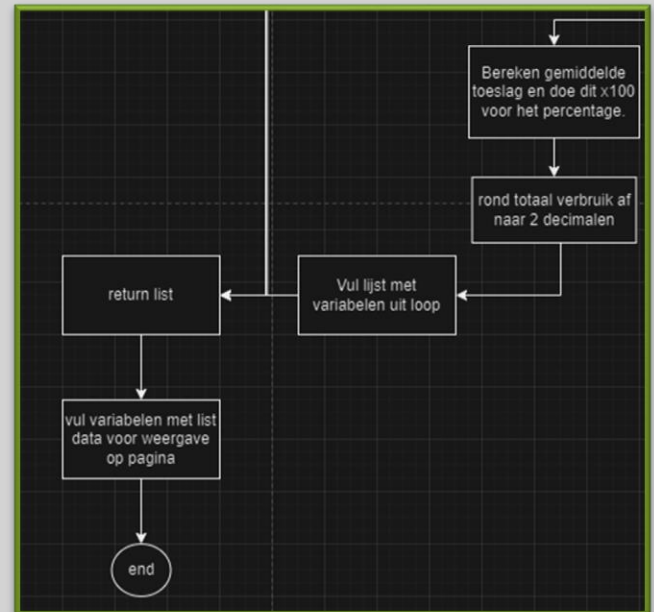 Bereken gemiddelde
toeslag en doe dit x100
voor het percentage.
rond totaal verbruik af
naar 2 decimalen
Vul lijst met
variabelen uit loop
return list
vul variabelen met list
data voor weergave
op pagina
end